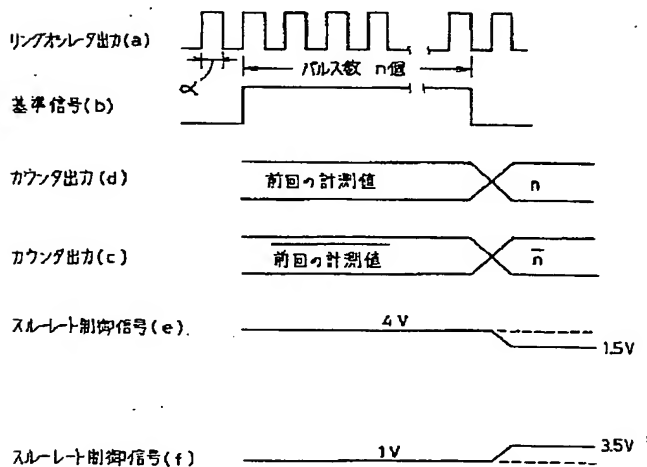 リングオシレータ出力(a)
α
パルス数 n個
基準信号(b)
カウンタ出力(d)
前回の計測値
n
カウンタ出力(c)
前回の計測値
n̅
スルーレート制御信号(e)
4V
1.5V
スルーレート制御信号(f)
1V
3.5V